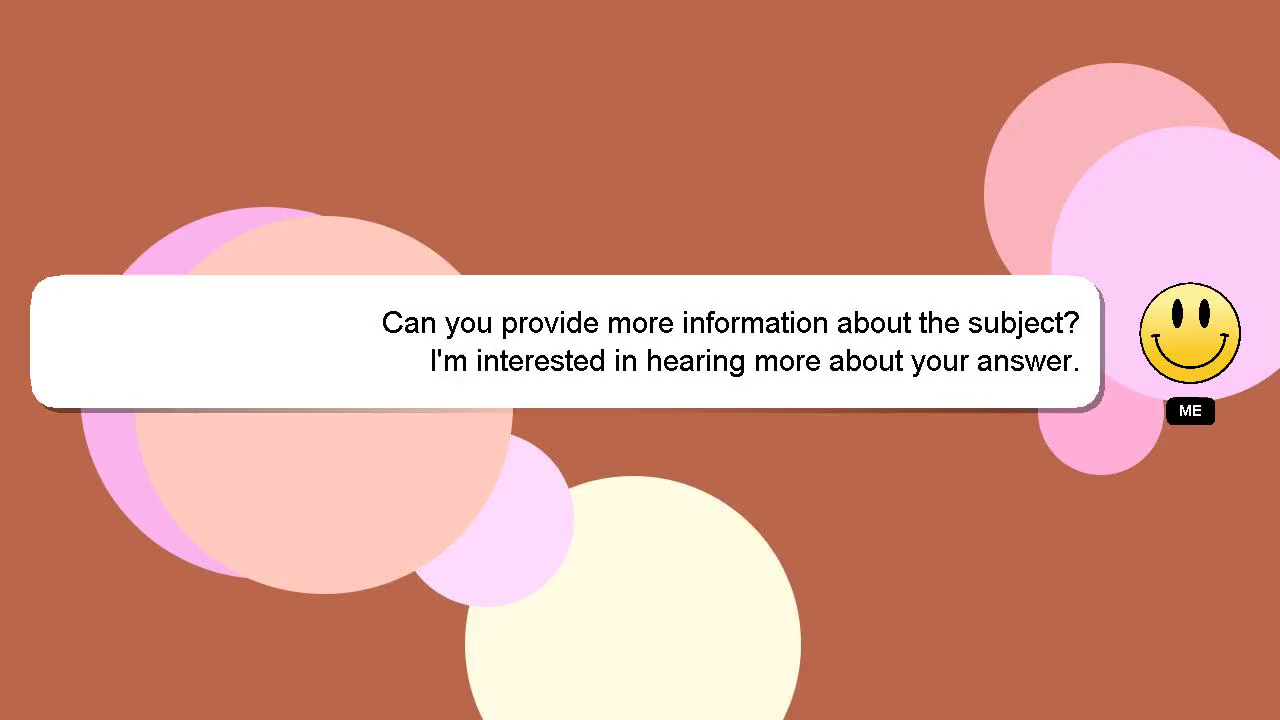 Can you provide more information about the subject?
I'm interested in hearing more about your answer.
ME